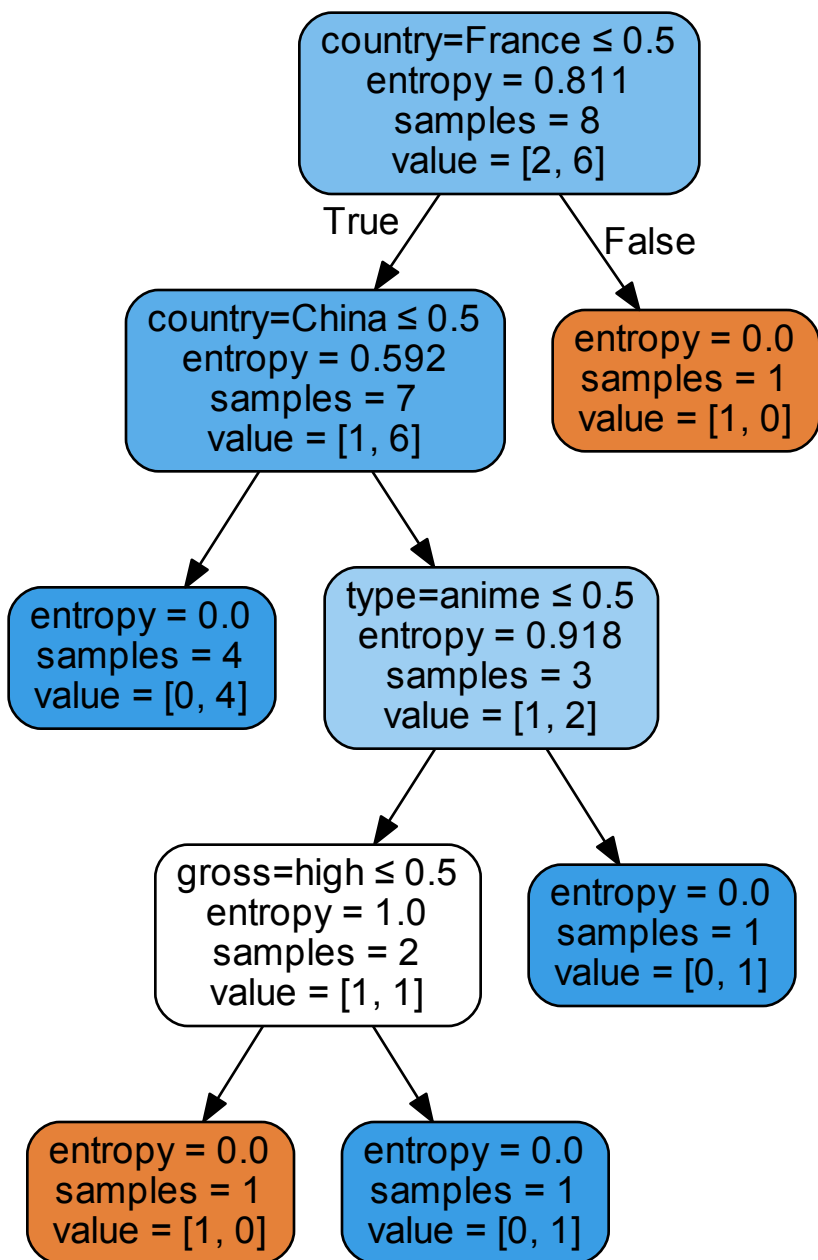 country=France ≤ 0.5
entropy = 0.811
samples = 8
value = [2, 6]
True
False
country=China ≤ 0.5
entropy = 0.592
samples = 7
value = [1, 6]
entropy = 0.0
samples = 1
value = [1, 0]
entropy = 0.0
samples = 4
value = [0, 4]
type=anime ≤ 0.5
entropy = 0.918
samples = 3
value = [1, 2]
gross=high ≤ 0.5
entropy = 1.0
samples = 2
value = [1, 1]
entropy = 0.0
samples = 1
value = [0, 1]
entropy = 0.0
samples = 1
value = [1, 0]
entropy = 0.0
samples = 1
value = [0, 1]